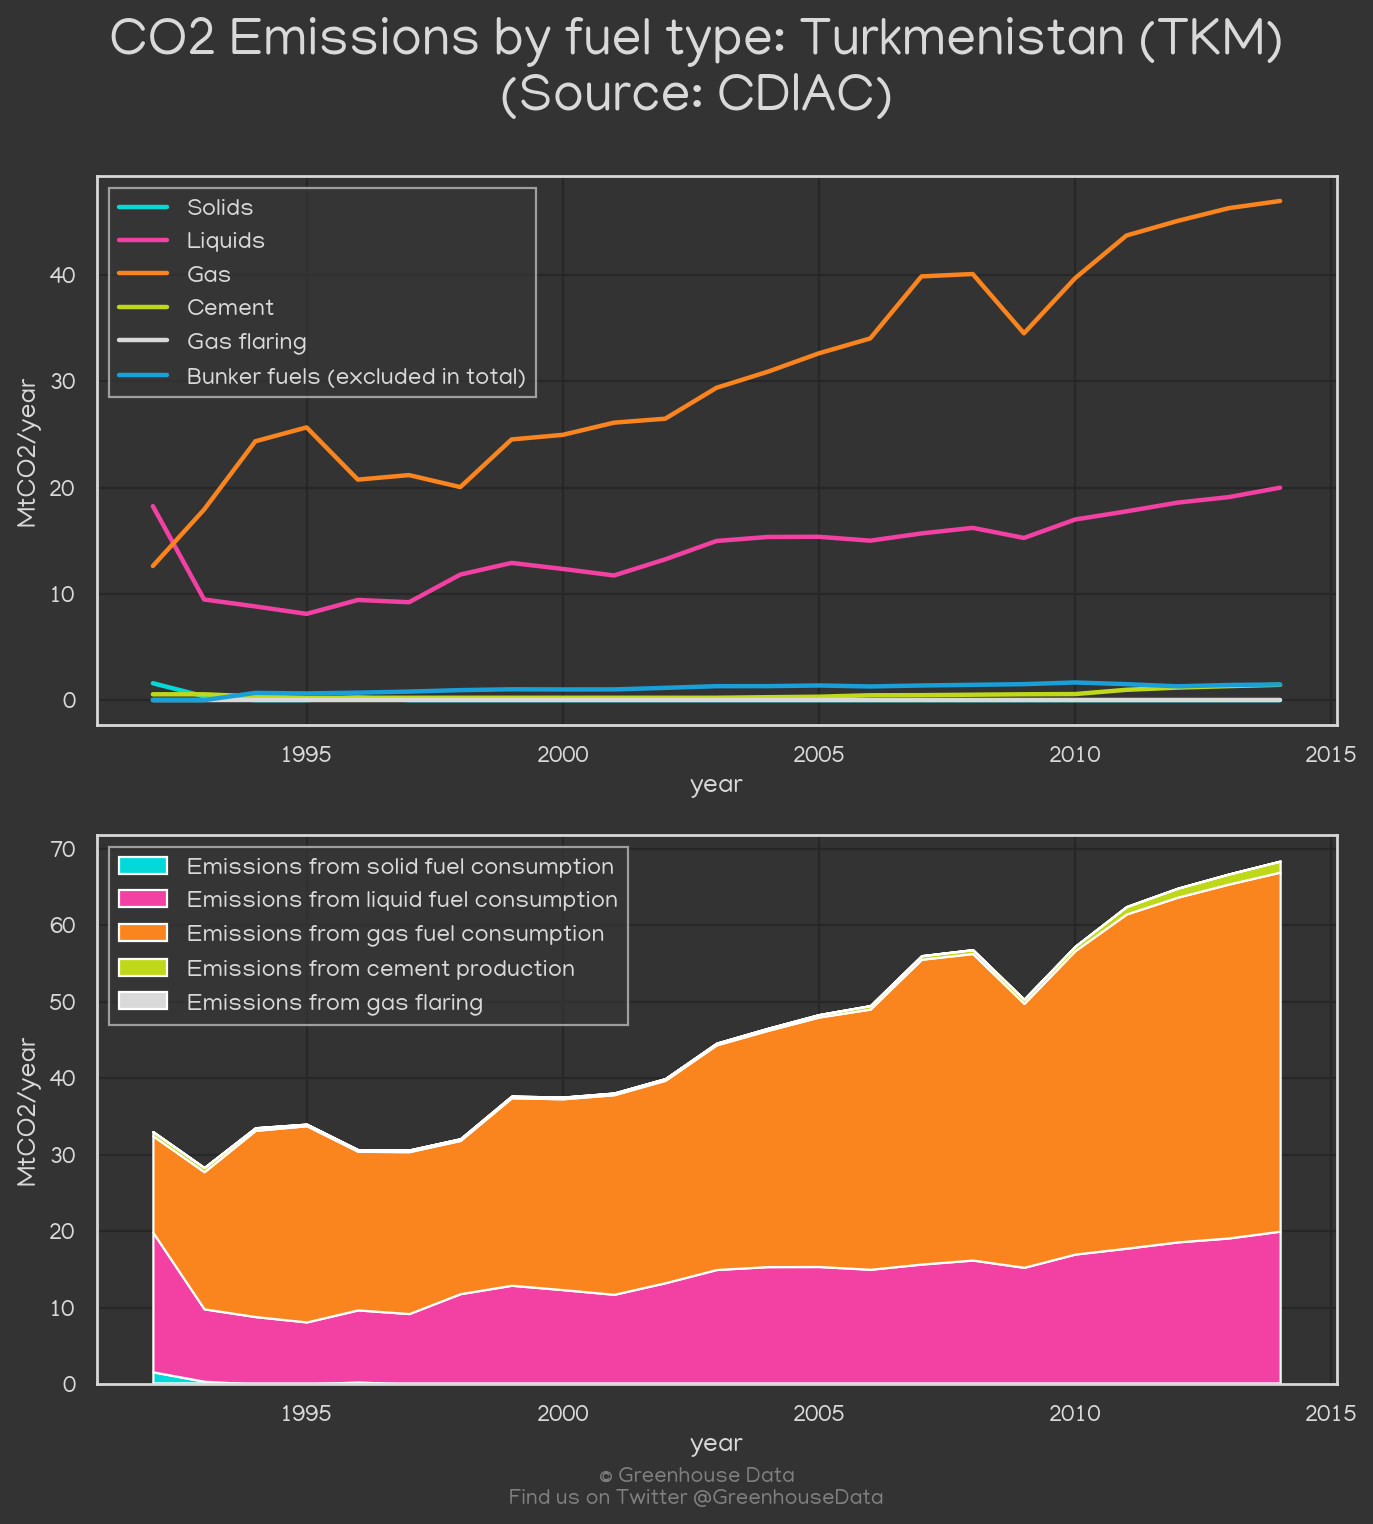 CO2 Emissions by fuel type: Turkmenistan (TKM)
(Source: CDIAC)
Solids
Liquids
Gas
Cement
Gas flaring
Bunker fuels (excluded in total)
MtCO2/year
40
30
20
10
0
1995 2000 2005 2010 2015
year
Emissions from solid fuel consumption
Emissions from liquid fuel consumption
Emissions from gas fuel consumption
Emissions from cement production
Emissions from gas flaring
MtCO2/year
70
60
50
40
30
20
10
0
1995 2000 2005 2010 2015
year
© Greenhouse Data
Find us on Twitter @GreenhouseData